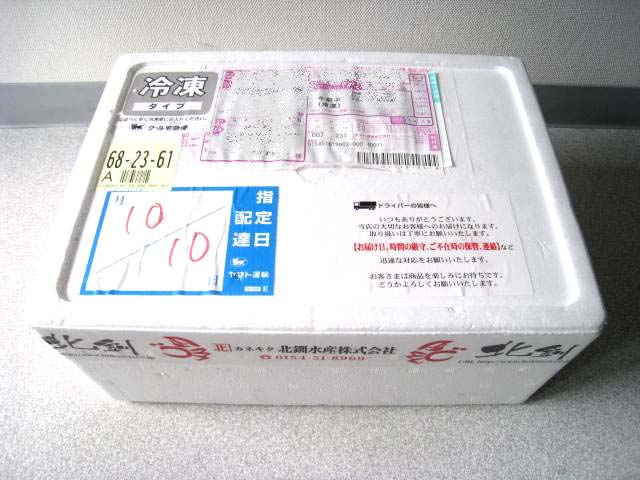 冷凍
タイプ
クール宅急便
68-23-61
A
指定
配日
達
月
10
10
ヤマト運輸
(冷凍)
007 231
ドライバーの皆様へ
いつもありがとうございます。
当店の大切なお客様へのお届けになります。
取り扱いは丁寧にお願いいたします。
【お届け日、時間の厳守、ご不在時の保管、連絡】など
迅速な対応をお願いいたします。
お客さまは商品を楽しみにお待ちです。
どうかよろしくお願いいたします。
北釧
カネキタ 北釧水産株式会社
☎0154-51-8260
北釧